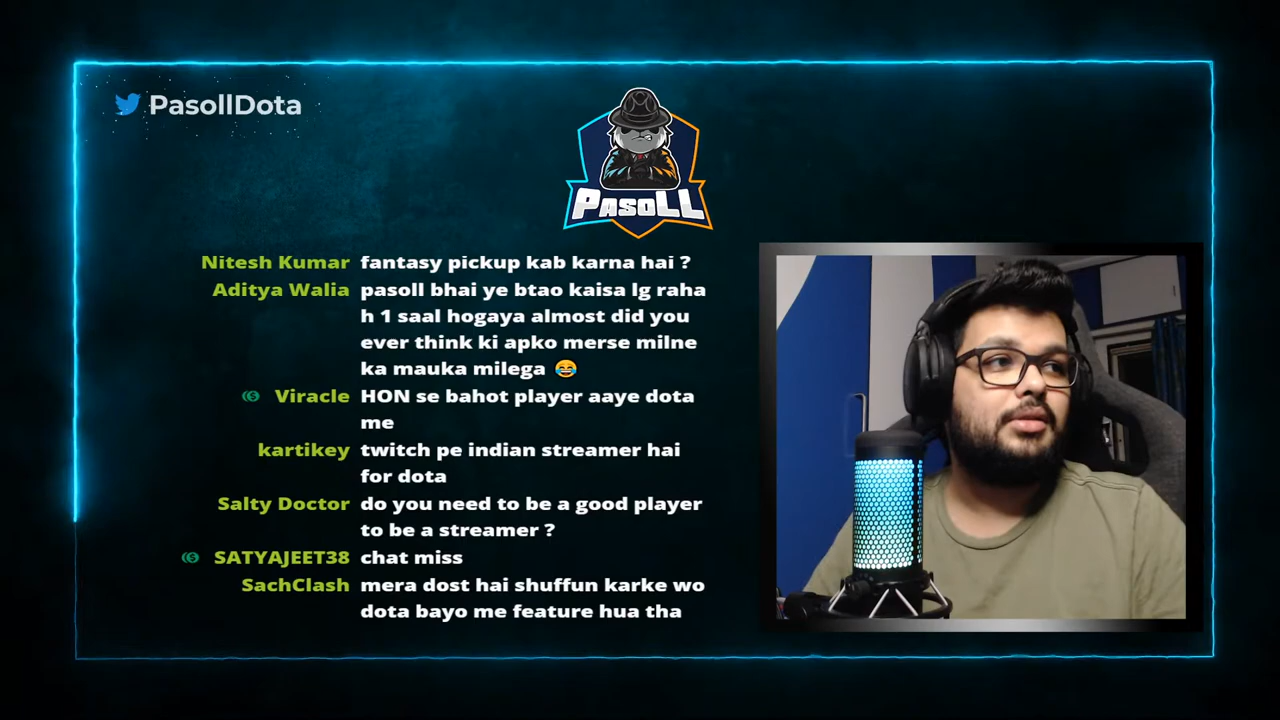 PasollDota
PASOLL
Nitesh Kumar fantasy pickup kab karna hai ?
Aditya Walia pasoll bhai ye btao kaisa lg raha
h 1 saal hogaya almost did you
ever think ki apko merse milne
ka mauka milega 😂
Viracle HON se bahot player aaye dota
me
kartikey twitch pe indian streamer hai
for dota
Salty Doctor do you need to be a good player
to be a streamer ?
SATYAJEET38 chat miss
SachClash mera dost hai shuffun karke wo
dota bayo me feature hua tha